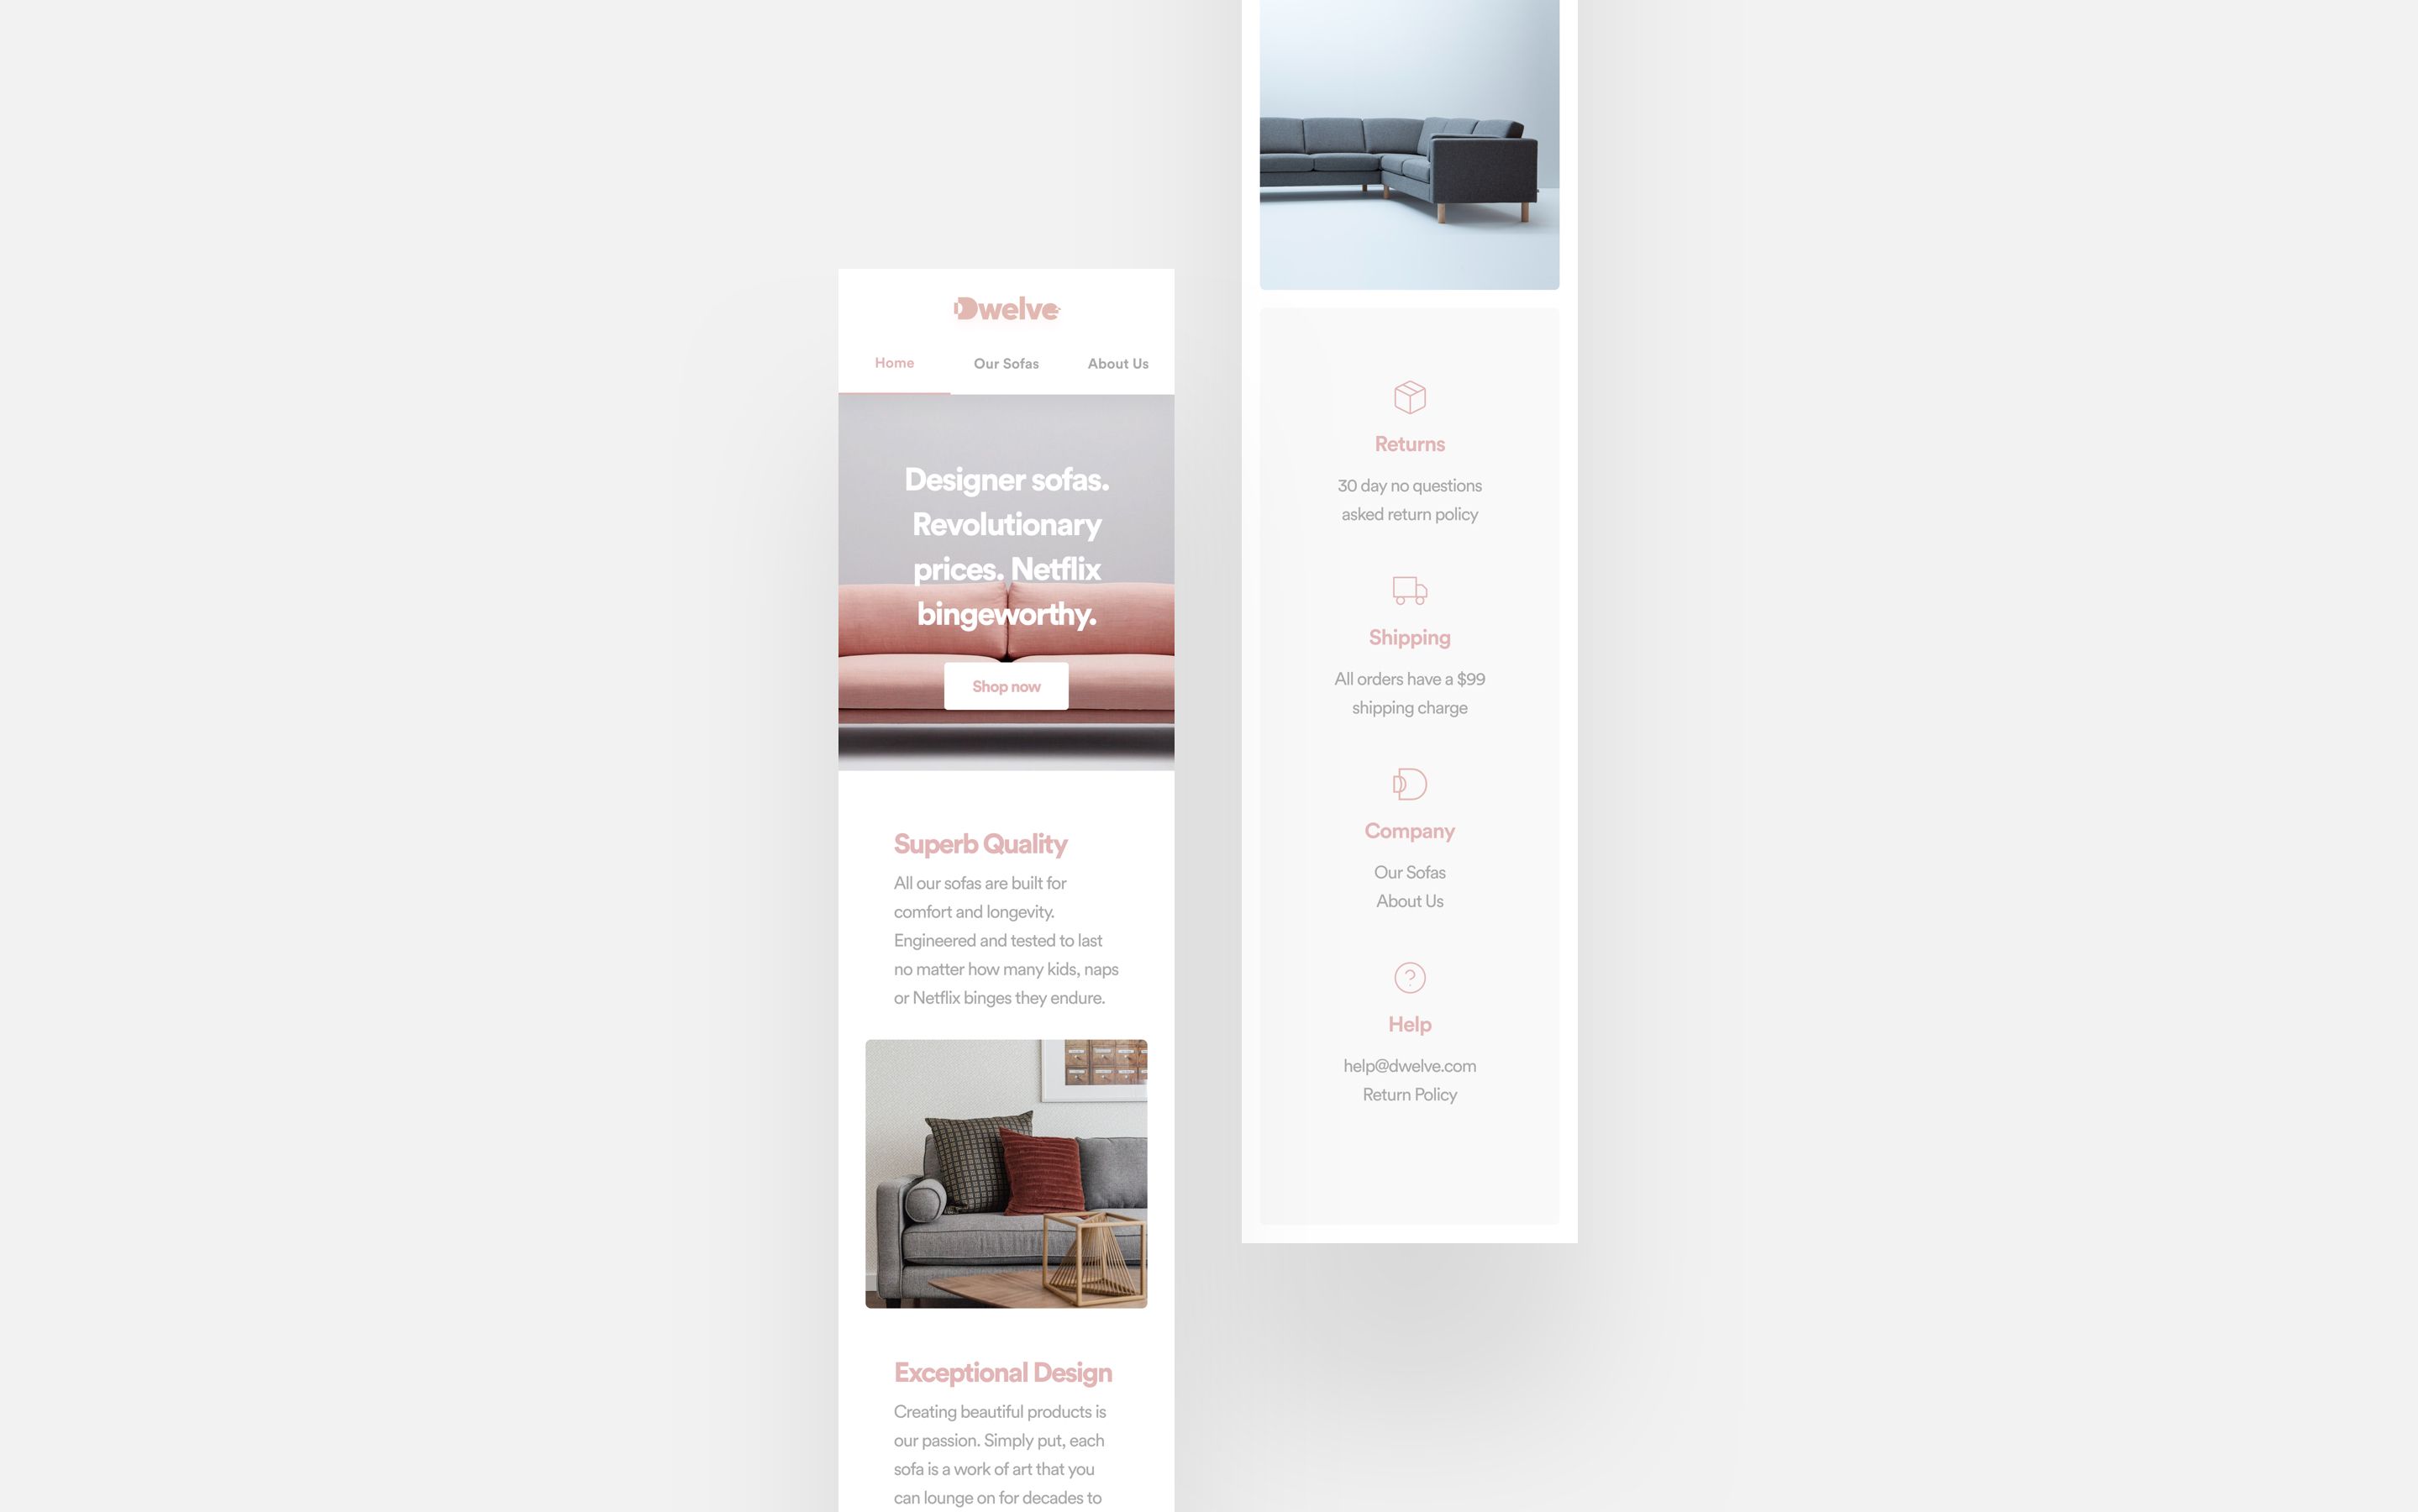 Dwelve
Home
Our Sofas
About Us
Designer sofas.
Revolutionary
prices. Netflix
bingeworthy.
Shop now
Superb Quality
All our sofas are built for
comfort and longevity.
Engineered and tested to last
no matter how many kids, naps
or Netflix binges they endure.
Exceptional Design
Creating beautiful products is
our passion. Simply put, each
sofa is a work of art that you
can lounge on for decades to
Returns
30 day no questions
asked return policy
Shipping
All orders have a $99
shipping charge
Company
Our Sofas
About Us
Help
help@dwelve.com
Return Policy